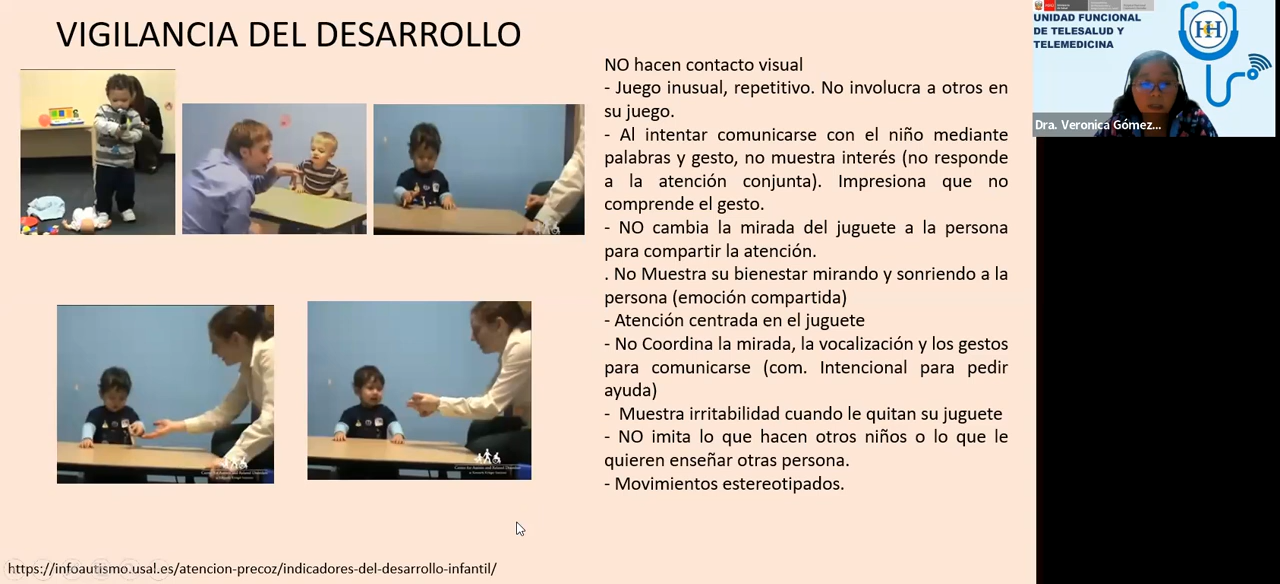 VIGILANCIA DEL DESARROLLO
NO hacen contacto visual
- Juego inusual, repetitivo. No involucra a otros en
su juego.
- Al intentar comunicarse con el niño mediante
palabras y gesto, no muestra interés (no responde
a la atención conjunta). Impresiona que no
comprende el gesto.
- NO cambia la mirada del juguete a la persona
para compartir la atención.
. No Muestra su bienestar mirando y sonriendo a la
persona (emoción compartida)
- Atención centrada en el juguete
- No Coordina la mirada, la vocalización y los gestos
para comunicarse (com. Intencional para pedir
ayuda)
- Muestra irritabilidad cuando le quitan su juguete
- NO imita lo que hacen otros niños o lo que le
quieren enseñar otras persona.
- Movimientos estereotipados.
https://infoautismo.usal.es/atencion-precoz/indicadores-del-desarrollo-infantil/
UNIDAD FUNCIONAL
DE TELESALUD Y
TELEMEDICINA
Dra. Veronica Gómez...